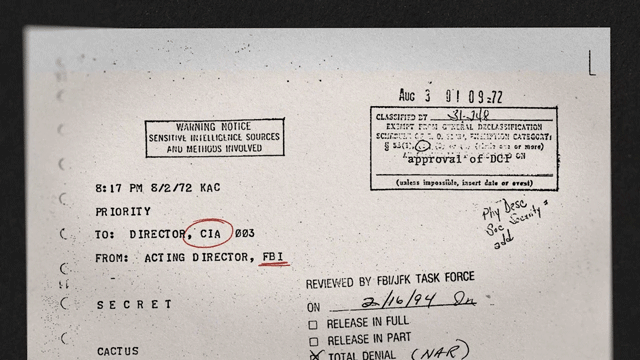 Aug 3 01 09 '72
WARNING NOTICE
SENSITIVE INTELLIGENCE SOURCES
AND METHODS INVOLVED
CLASSIFIED BY
EXEMPT FROM GENERAL DECLASSIFICATION
CATEGORY:
approval of DCI
(unless impossible, insert date or event)
8:17 PM 8/2/72 KAC
PRIORITY
TO: DIRECTOR, CIA 003
FROM: ACTING DIRECTOR, FBI
Phy Desc
Soc Security #
add
REVIEWED BY FBI/JFK TASK FORCE
SECRET
ON 2/16/94
RELEASE IN FULL
RELEASE IN PART
CACTUS
TOTAL DENIAL (NAR)